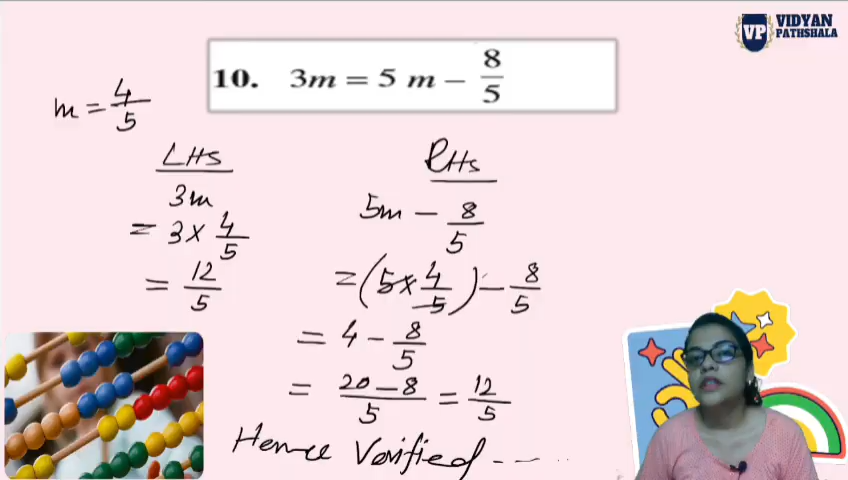 VP VIDYAN
PATHSHALA
10. 3m = 5 m − 8/5
m = 4/5
LHS
3m
= 3 × 4/5
= 12/5
RHS
5m − 8/5
= (5 × 4/5) − 8/5
= 4 − 8/5
= 20 − 8/5 = 12/5
Hence Verified - - - . .